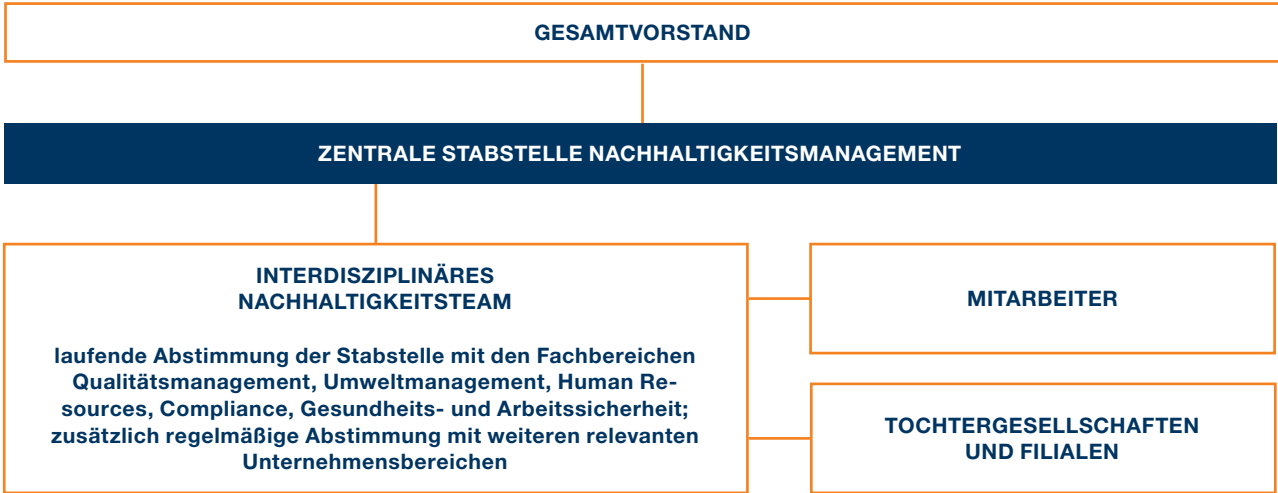 GESAMTVORSTAND
ZENTRALE STABSTELLE NACHHALTIGKEITSMANAGEMENT
INTERDISZIPLINÄRES
NACHHALTIGKEITSTEAM
laufende Abstimmung der Stabstelle mit den Fachbereichen
Qualitätsmanagement, Umweltmanagement, Human Re-
sources, Compliance, Gesundheits- und Arbeitssicherheit;
zusätzlich regelmäßige Abstimmung mit weiteren relevanten
Unternehmensbereichen
MITARBEITER
TOCHTERGESELLSCHAFTEN
UND FILIALEN